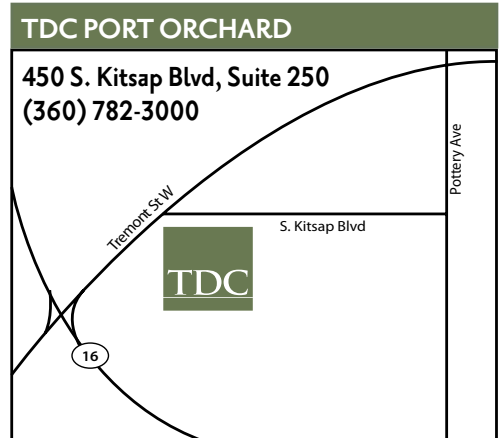 TDC PORT ORCHARD
450 S. Kitsap Blvd, Suite 250
(360) 782-3000
Pottery Ave
Tremont St W
S. Kitsap Blvd
TDC
16